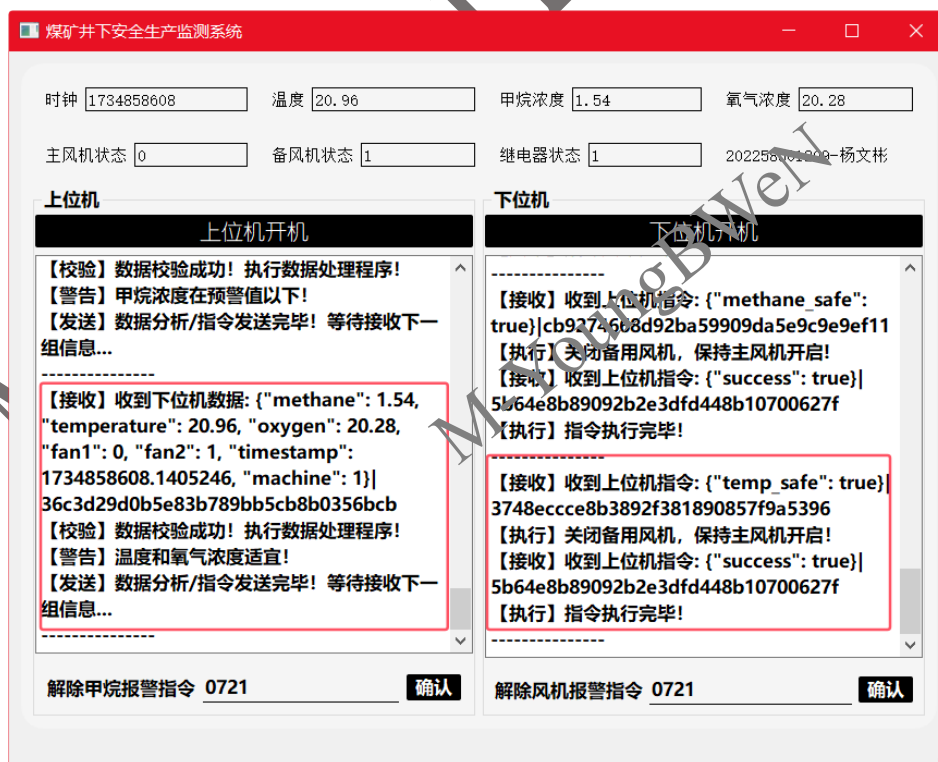 煤矿井下安全生产监测系统
时钟 1734858608 温度 20.96 甲烷浓度 1.54 氧气浓度 20.28
主风机状态 0 备风机状态 1 继电器状态 1 -杨文彬
上位机
上位机开机
【校验】数据校验成功！执行数据处理程序！
【警告】甲烷浓度在预警值以下！
【发送】数据分析/指令发送完毕！等待接收下一
组信息...
---------------
【接收】收到下位机数据: {"methane": 1.54,
"temperature": 20.96, "oxygen": 20.28,
"fan1": 0, "fan2": 1, "timestamp":
1734858608.1405246, "machine": 1}|
36c3d29d0b5e83b789bb5cb8b0356bcb
【校验】数据校验成功！执行数据处理程序！
【警告】温度和氧气浓度适宜！
【发送】数据分析/指令发送完毕！等待接收下一
组信息...
---------------
解除甲烷报警指令 0721 确认
下位机
下位机开机
---------------
【接收】收到上位机指令: {"methane_safe":
true}|cb9274668d92ba59909da5e9c9e9ef11
【执行】关闭备用风机，保持主风机开启！
【接收】收到上位机指令: {"success": true}|
5b64e8b89092b2e3dfd448b10700627f
【执行】指令执行完毕！
---------------
【接收】收到上位机指令: {"temp_safe": true}|
3748eccce8b3892f381890857f9a5396
【执行】关闭备用风机，保持主风机开启！
【接收】收到上位机指令: {"success": true}|
5b64e8b89092b2e3dfd448b10700627f
【执行】指令执行完毕！
---------------
解除风机报警指令 0721 确认
M-YoungBWeN